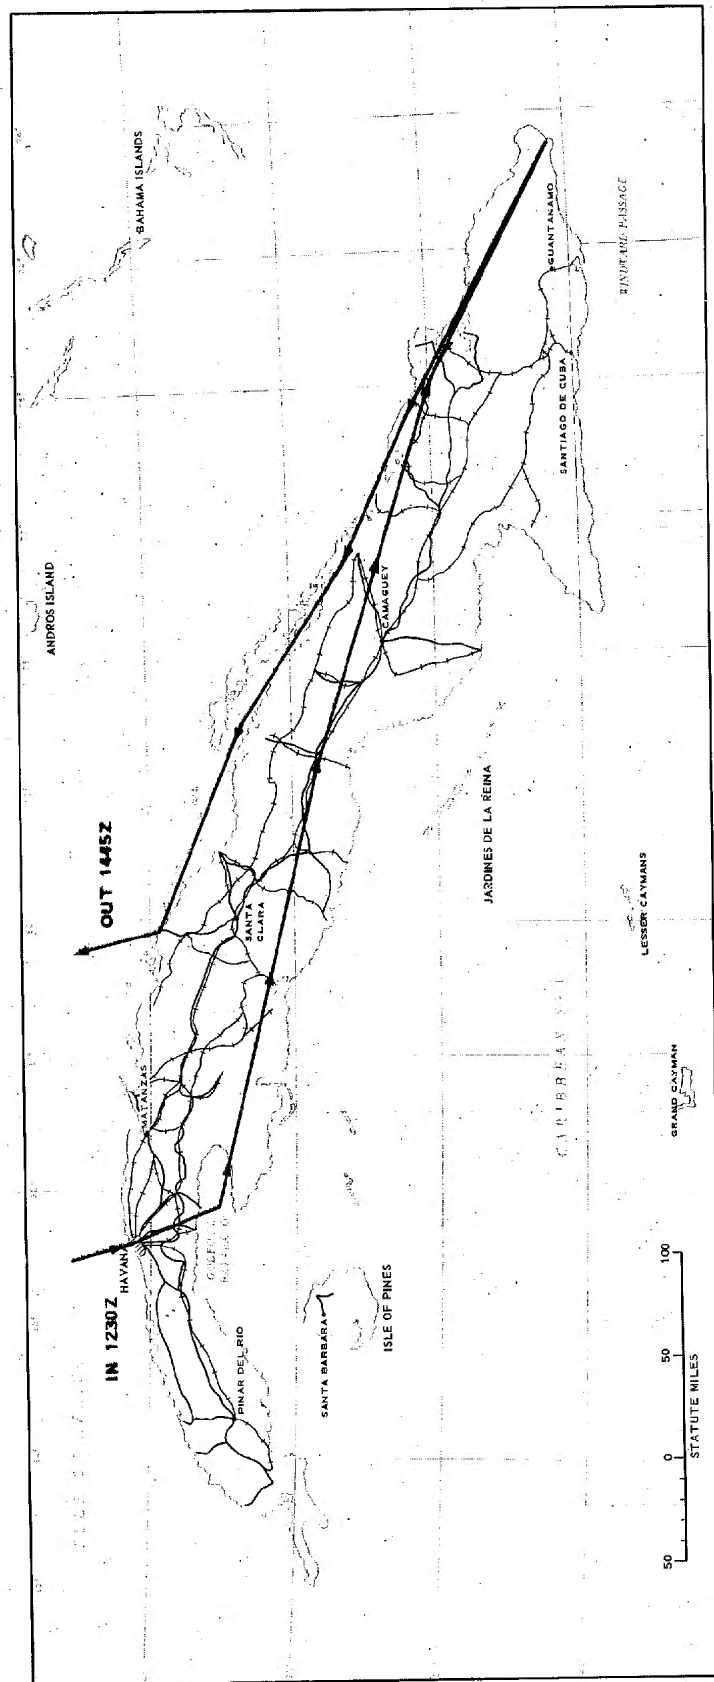 BAHAMA ISLANDS
ANDROS ISLAND
OUT 1445Z
IN 1230Z
HAVANA
MATANZAS
SANTA
CLARA
CAMAGUEY
GUANTANAMO
SANTIAGO DE CUBA
WINDWARD PASSAGE
PINAR DEL RIO
SANTA BARBARA
ISLE OF PINES
JARDINES DE LA REINA
CARIBBEAN SEA
LESSER CAYMANS
GRAND CAYMAN
50 0 50 100
STATUTE MILES